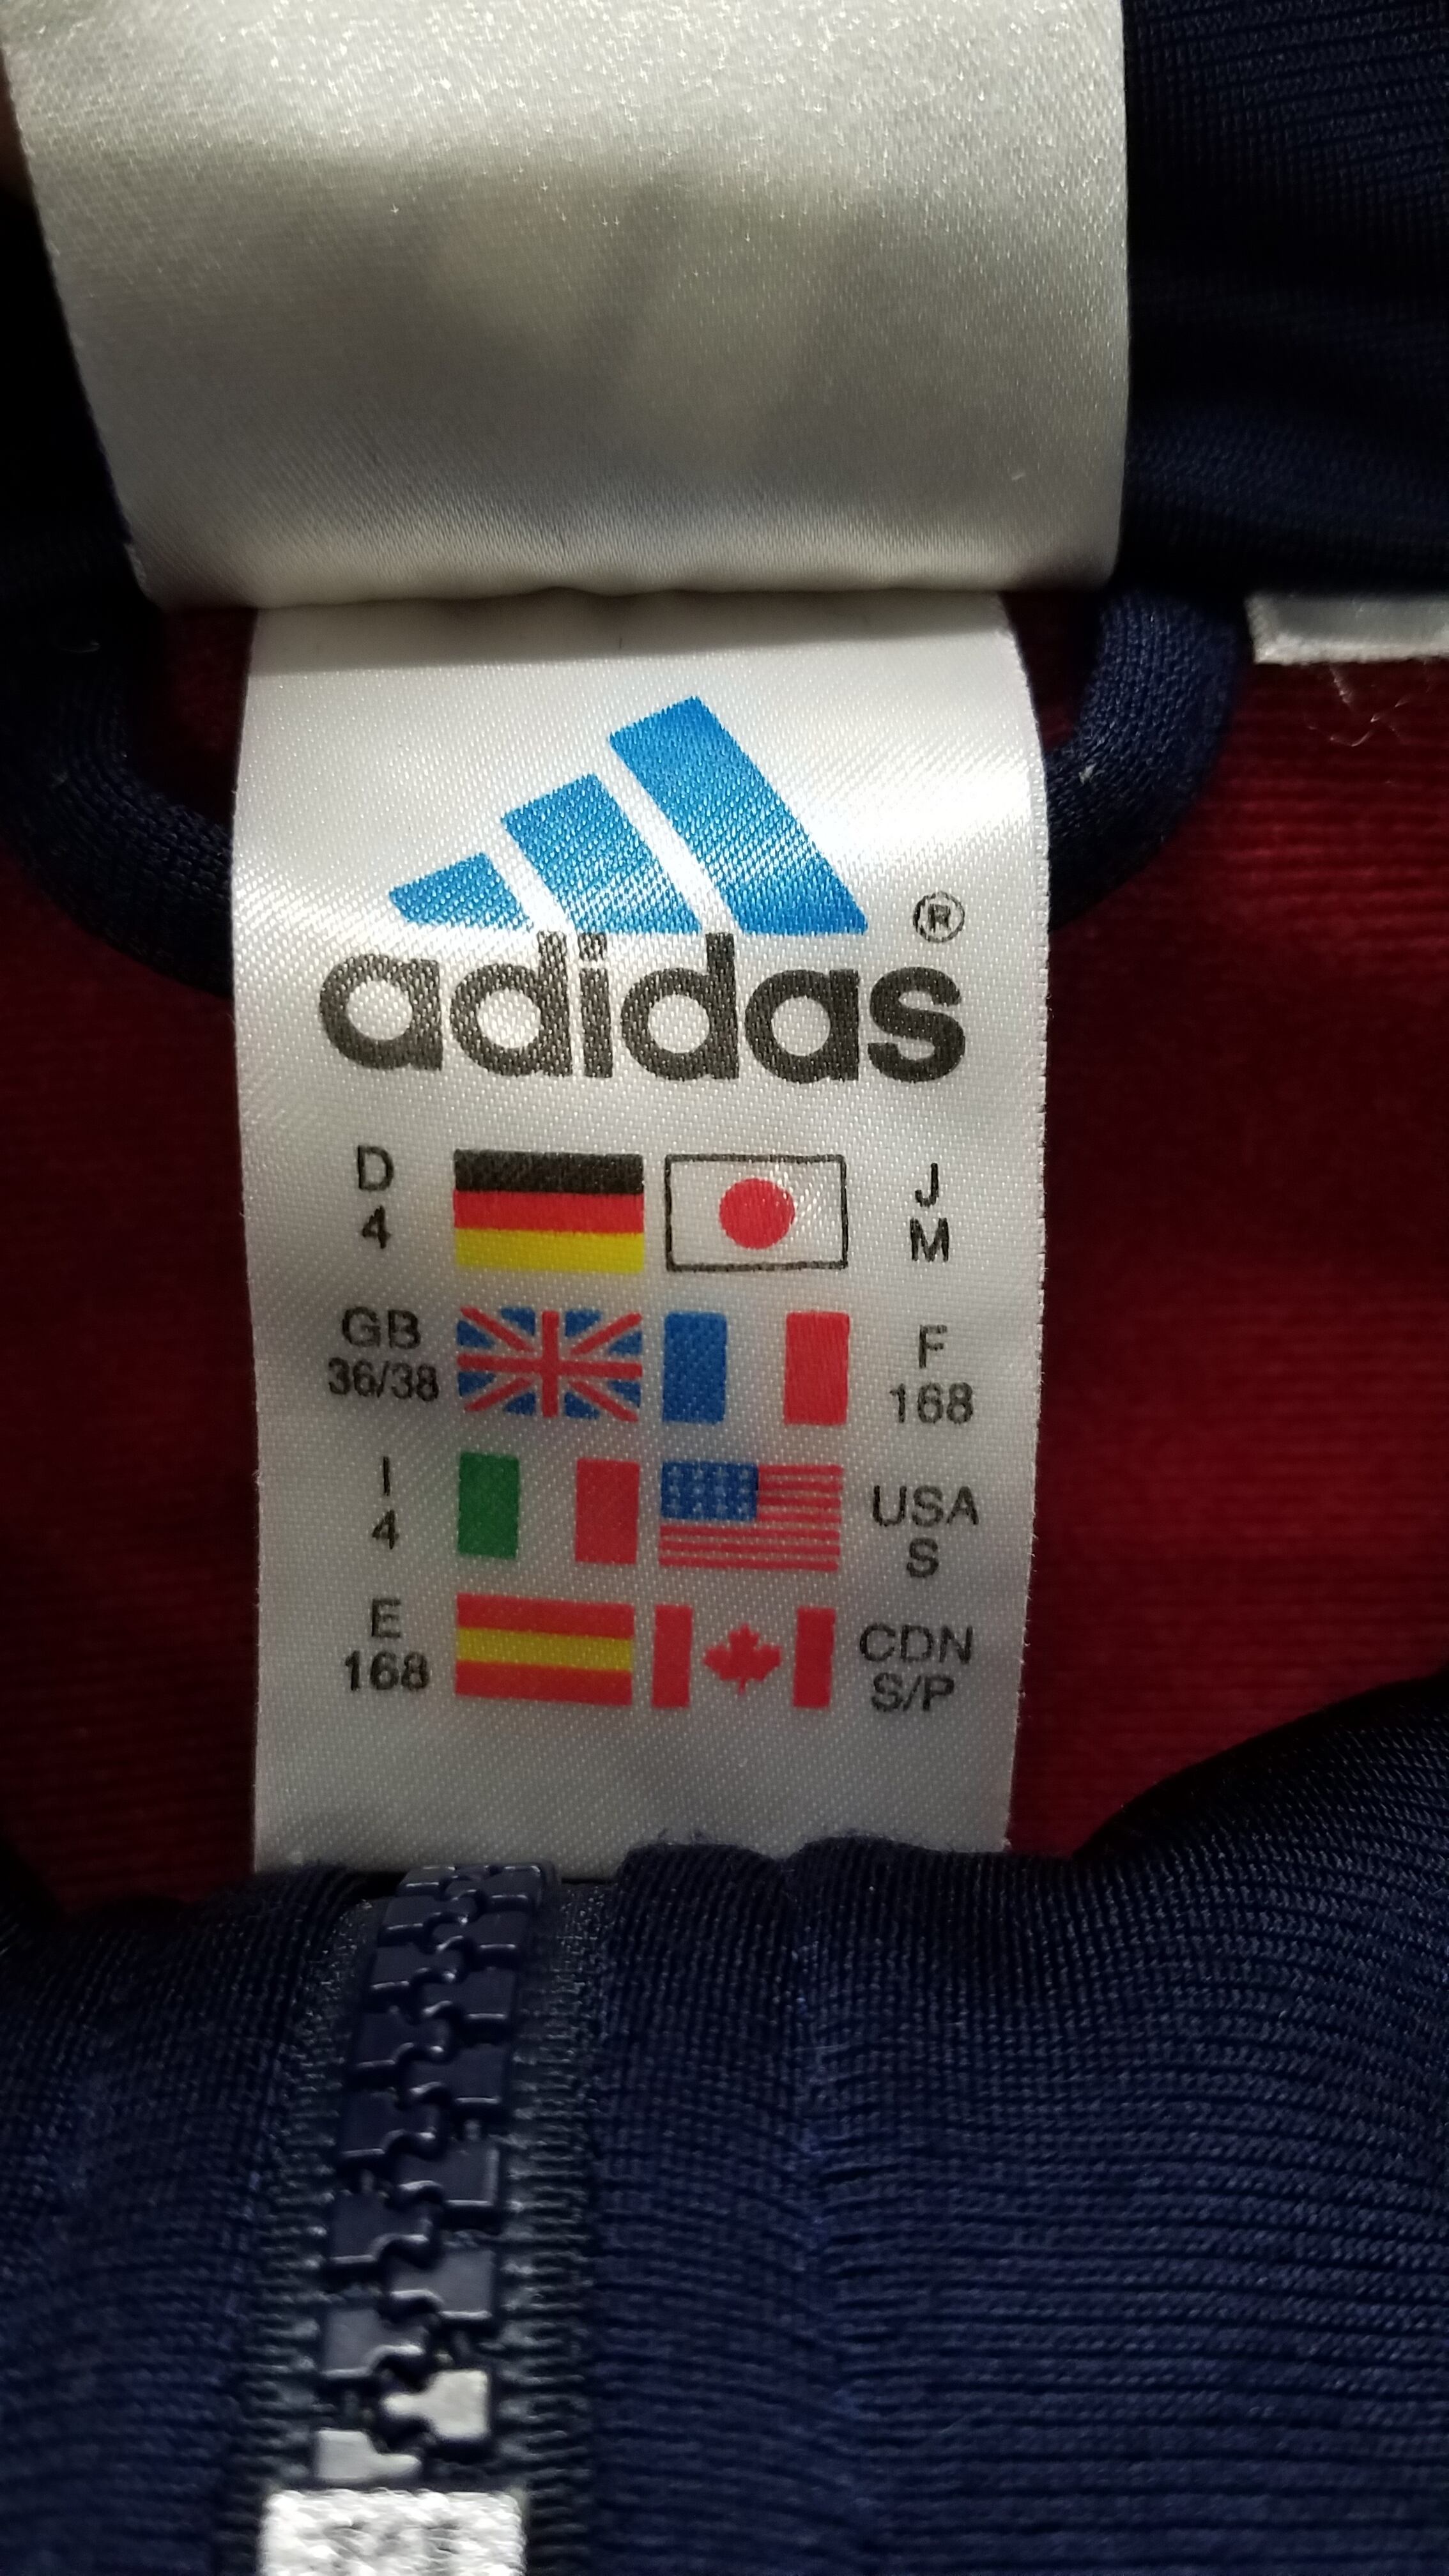 adidas ®
D J
4 M
GB F
36/38 168
I USA
4 S
E CDN
168 S/P